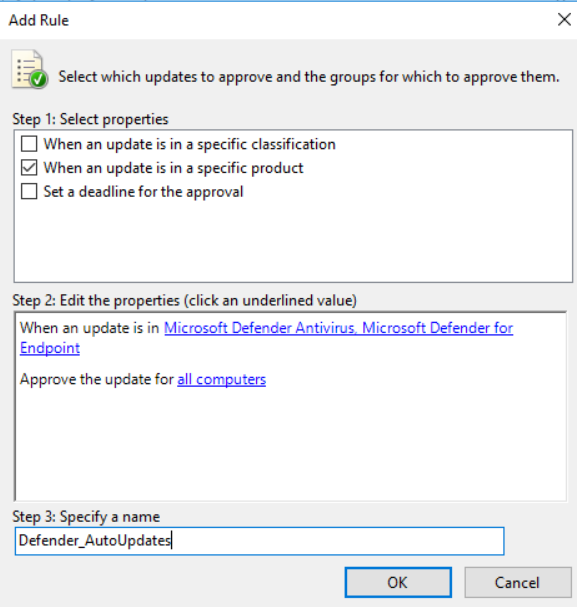 Add Rule
Select which updates to approve and the groups for which to approve them.
Step 1: Select properties
When an update is in a specific classification
When an update is in a specific product
Set a deadline for the approval
Step 2: Edit the properties (click an underlined value)
When an update is in Microsoft Defender Antivirus, Microsoft Defender for
Endpoint
Approve the update for all computers
Step 3: Specify a name
Defender_AutoUpdates
OK
Cancel